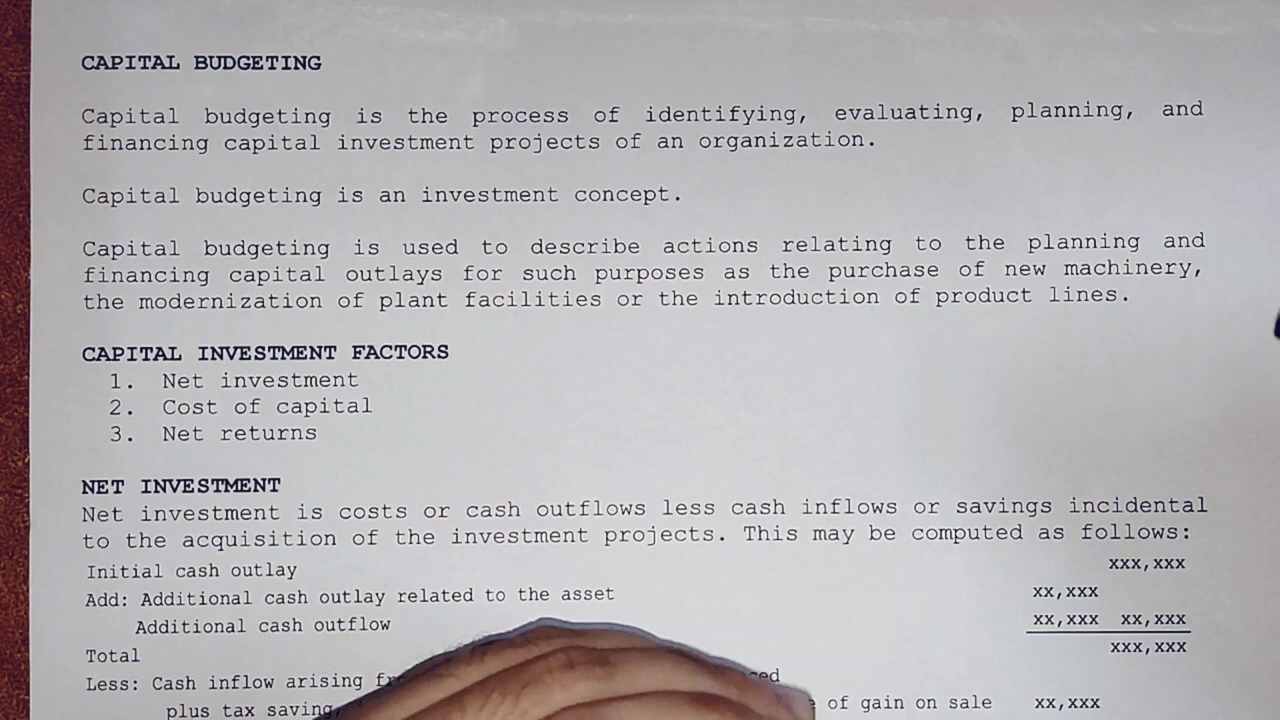 CAPITAL BUDGETING
Capital budgeting is the process of identifying, evaluating, planning, and
financing capital investment projects of an organization.
Capital budgeting is an investment concept.
Capital budgeting is used to describe actions relating to the planning and
financing capital outlays for such purposes as the purchase of new machinery,
the modernization of plant facilities or the introduction of product lines.
CAPITAL INVESTMENT FACTORS
1. Net investment
2. Cost of capital
3. Net returns
NET INVESTMENT
Net investment is costs or cash outflows less cash inflows or savings incidental
to the acquisition of the investment projects. This may be computed as follows:
Initial cash outlay xxx,xxx
Add: Additional cash outlay related to the asset xx,xxx
Additional cash outflow xx,xxx xx,xxx
Total xxx,xxx
Less: Cash inflow arising
plus tax saving, of gain on sale xx,xxx